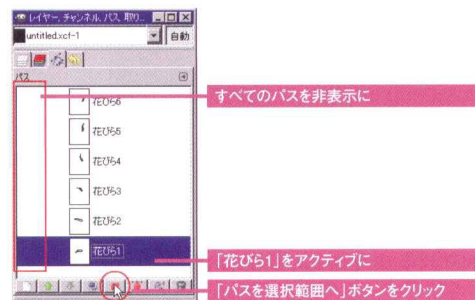 レイヤー, チャンネル, パス, 取り...
untitled.xcf-1
自動
パス
すべてのパスを非表示に
花びら6
花びら5
花びら4
花びら3
花びら2
花びら1
「花びら1」をアクティブに
「パスを選択範囲へ」ボタンをクリック